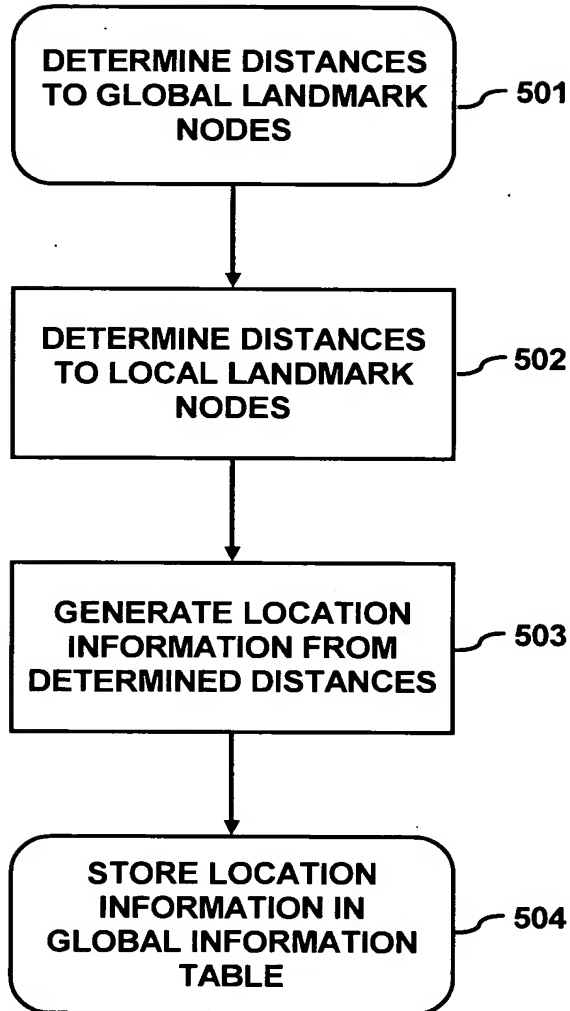 DETERMINE DISTANCES
TO GLOBAL LANDMARK
NODES
501
DETERMINE DISTANCES
TO LOCAL LANDMARK
NODES
502
GENERATE LOCATION
INFORMATION FROM
DETERMINED DISTANCES
503
STORE LOCATION
INFORMATION IN
GLOBAL INFORMATION
TABLE
504